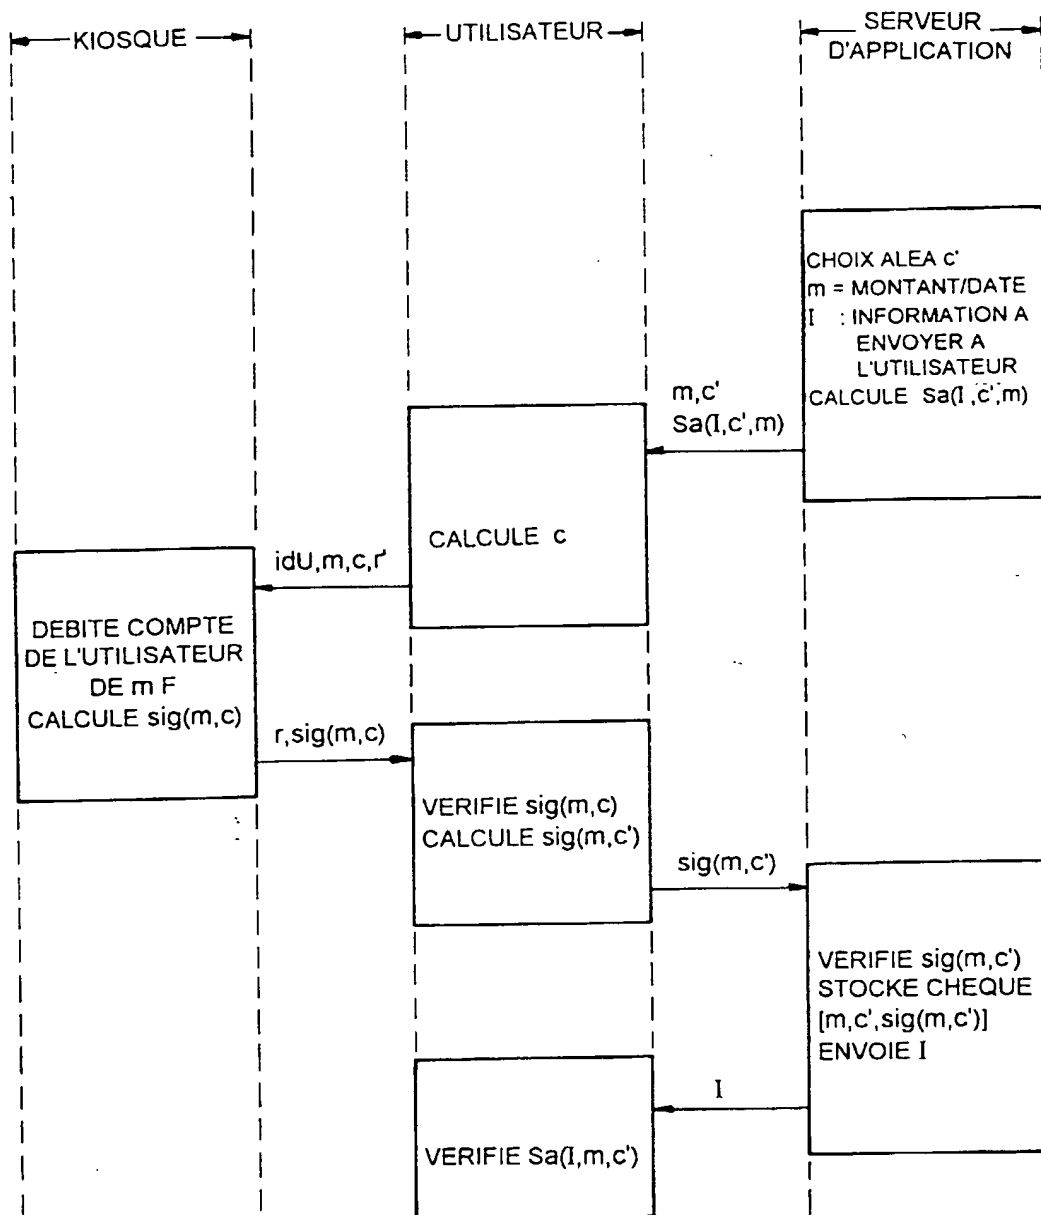 KIOSQUE
UTILISATEUR
SERVEUR
D'APPLICATION
CHOIX ALEA c'
m = MONTANT/DATE
I : INFORMATION A
ENVOYER A
L'UTILISATEUR
CALCULE Sa(I,c',m)
m,c'
Sa(I,c',m)
CALCULE c
idU,m,c,r'
DEBITE COMPTE
DE L'UTILISATEUR
DE m F
CALCULE sig(m,c)
r,sig(m,c)
VERIFIE sig(m,c)
CALCULE sig(m,c')
sig(m,c')
VERIFIE sig(m,c')
STOCKE CHEQUE
[m,c',sig(m,c')]
ENVOIE I
I
VERIFIE Sa(I,m,c')